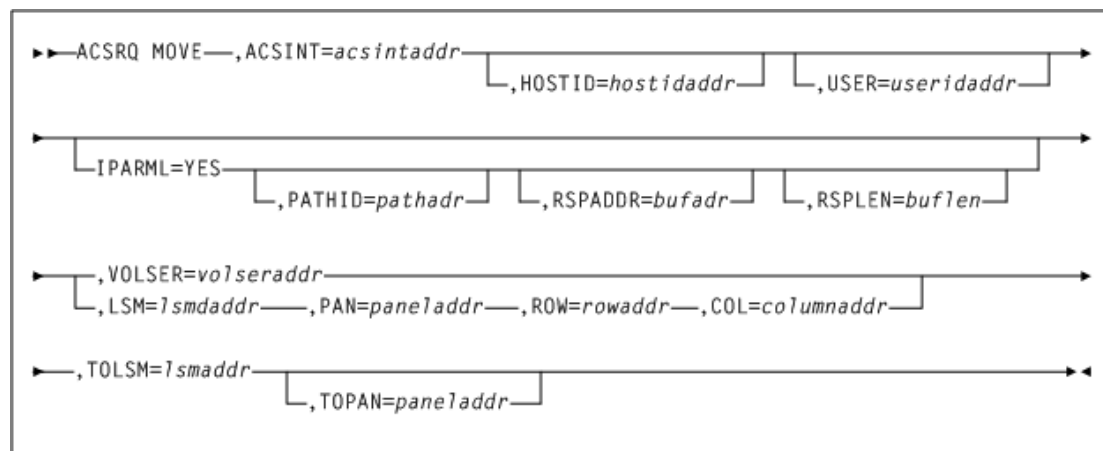 ACSRQ MOVE ,ACSINT=acsintaddr
,HOSTID=hostidaddr ,USER=useridaddr
IPARML=YES
,PATHID=pathadr ,RSPADDR=bufadr ,RSPLEN=buflen
,VOLSER=volseraddr
,LSM=lsmdaddr ,PAN=paneladdr ,ROW=rowaddr ,COL=columnaddr
,TOLSM=lsmaddr
,TOPAN=paneladdr